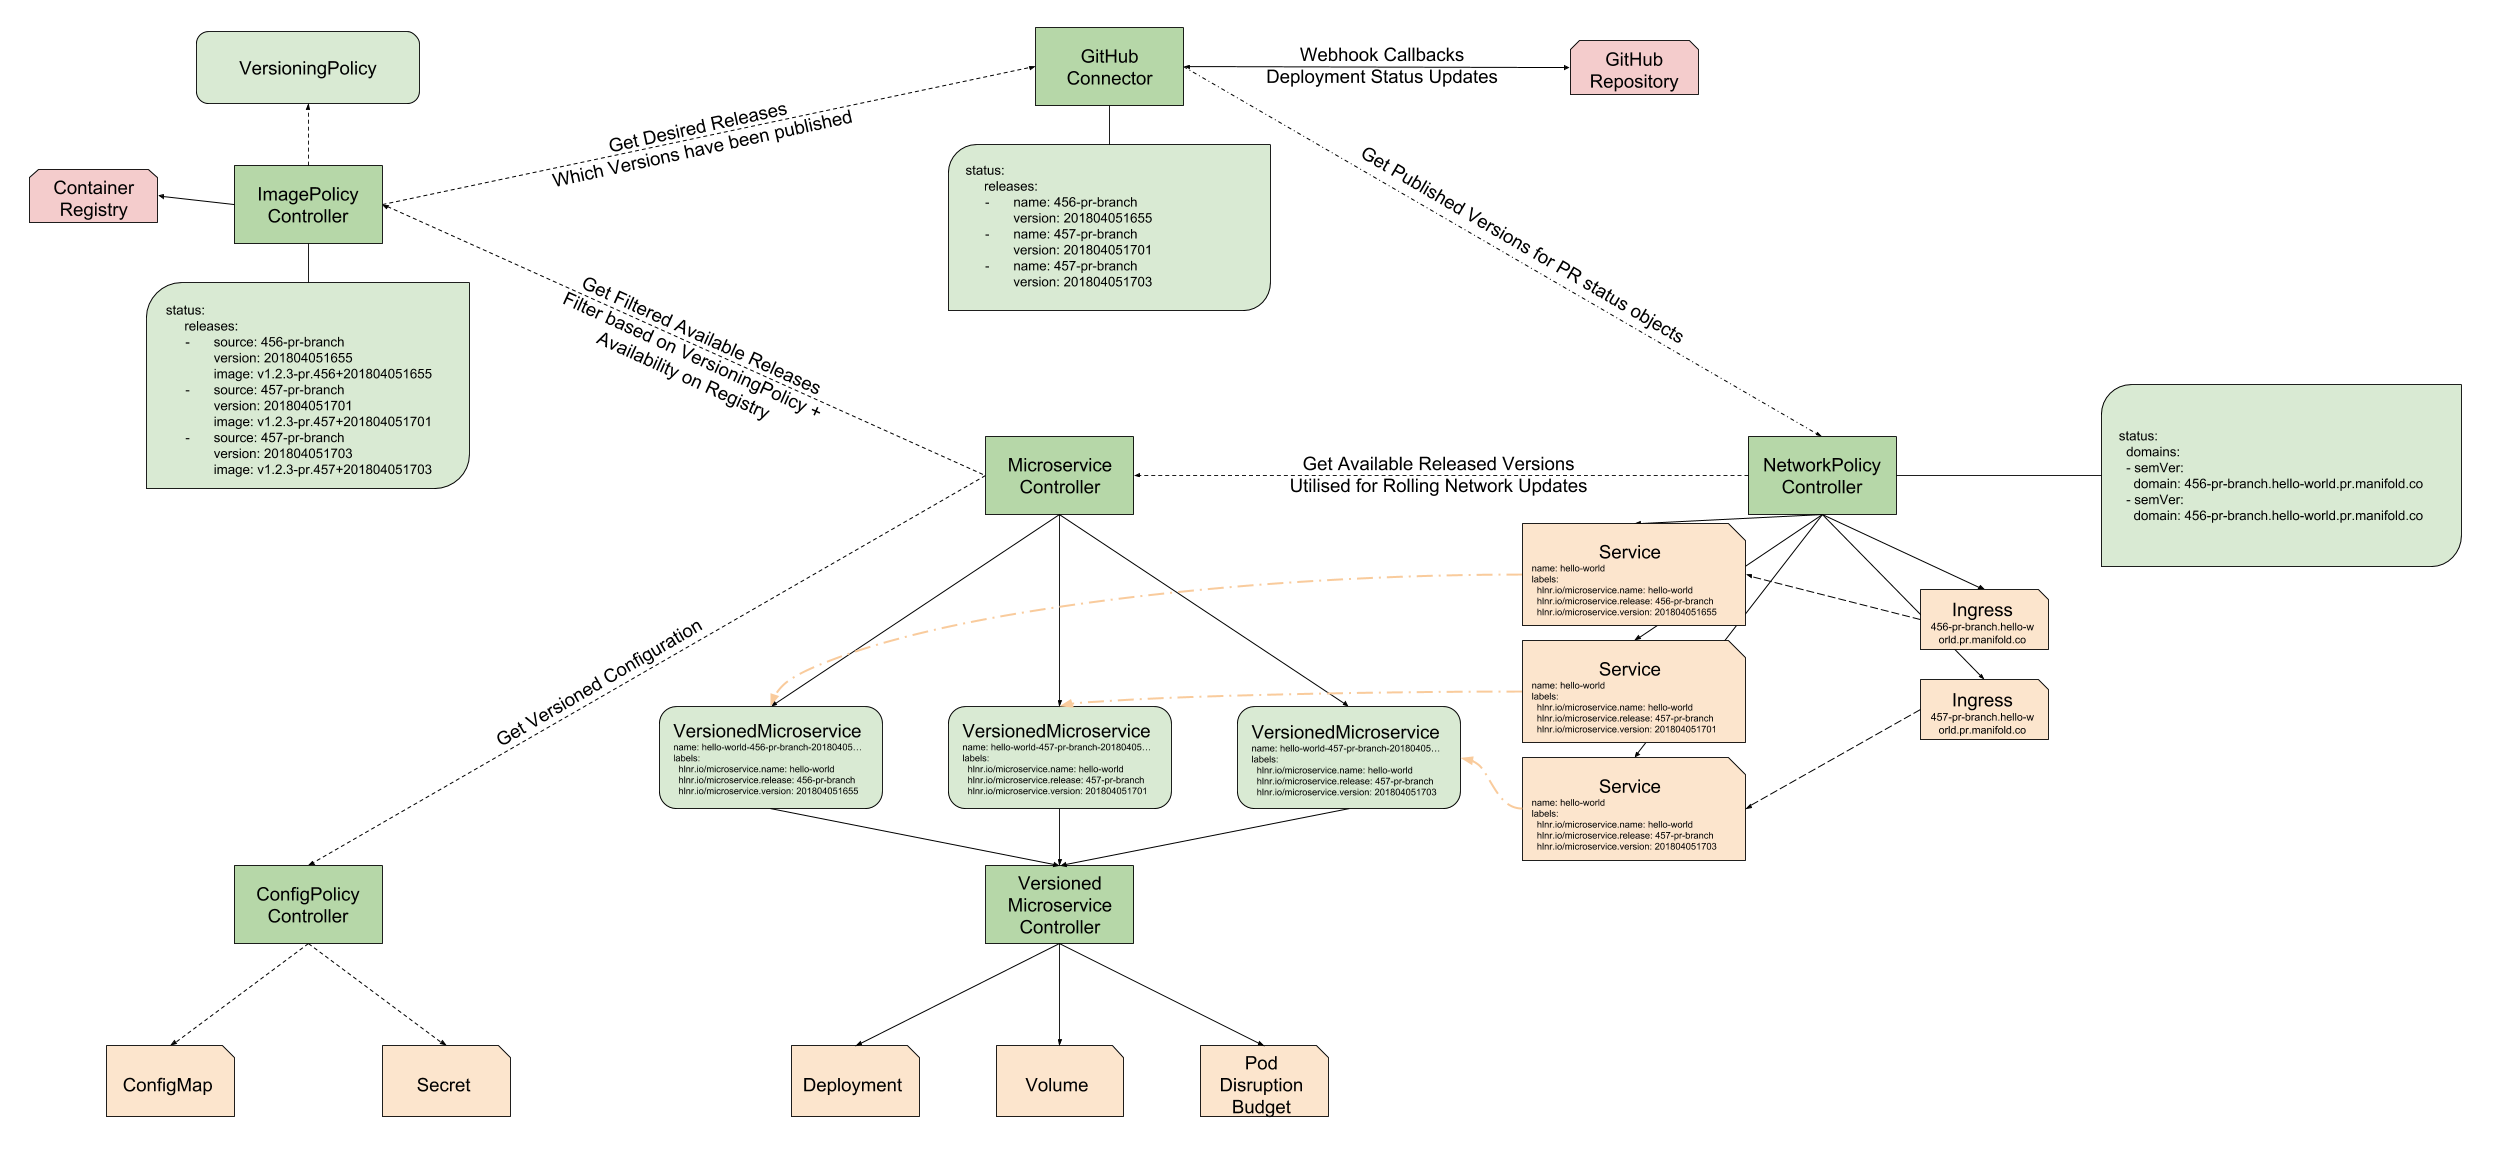 VersioningPolicy
GitHub
Connector
Webhook Callbacks
Deployment Status Updates
GitHub
Repository
Get Desired Releases
Which Versions have been published
Container
Registry
ImagePolicy
Controller
status:
releases:
- name: 456-pr-branch
version: 201804051655
- name: 457-pr-branch
version: 201804051701
- name: 457-pr-branch
version: 201804051703
Get Published Versions for PR status objects
status:
releases:
- source: 456-pr-branch
version: 201804051655
image: v1.2.3-pr.456+201804051655
- source: 457-pr-branch
version: 201804051701
image: v1.2.3-pr.457+201804051701
- source: 457-pr-branch
version: 201804051703
image: v1.2.3-pr.457+201804051703
Get Filtered Available Releases
Filter based on VersioningPolicy +
Availability on Registry
Microservice
Controller
Get Available Released Versions
Utilised for Rolling Network Updates
NetworkPolicy
Controller
status:
domains:
- semVer:
domain: 456-pr-branch.hello-world.pr.manifold.co
- semVer:
domain: 456-pr-branch.hello-world.pr.manifold.co
Service
name: hello-world
labels:
hlnr.io/microservice.name: hello-world
hlnr.io/microservice.release: 456-pr-branch
hlnr.io/microservice.version: 201804051655
Ingress
456-pr-branch.hello-w
orld.pr.manifold.co
Service
name: hello-world
labels:
hlnr.io/microservice.name: hello-world
hlnr.io/microservice.release: 457-pr-branch
hlnr.io/microservice.version: 201804051701
Ingress
457-pr-branch.hello-w
orld.pr.manifold.co
Service
name: hello-world
labels:
hlnr.io/microservice.name: hello-world
hlnr.io/microservice.release: 457-pr-branch
hlnr.io/microservice.version: 201804051703
Get Versioned Configuration
VersionedMicroservice
name: hello-world-456-pr-branch-20180405…
labels:
hlnr.io/microservice.name: hello-world
hlnr.io/microservice.release: 456-pr-branch
hlnr.io/microservice.version: 201804051655
VersionedMicroservice
name: hello-world-457-pr-branch-20180405…
labels:
hlnr.io/microservice.name: hello-world
hlnr.io/microservice.release: 457-pr-branch
hlnr.io/microservice.version: 201804051701
VersionedMicroservice
name: hello-world-457-pr-branch-20180405…
labels:
hlnr.io/microservice.name: hello-world
hlnr.io/microservice.release: 457-pr-branch
hlnr.io/microservice.version: 201804051703
ConfigPolicy
Controller
Versioned
Microservice
Controller
ConfigMap
Secret
Deployment
Volume
Pod
Disruption
Budget